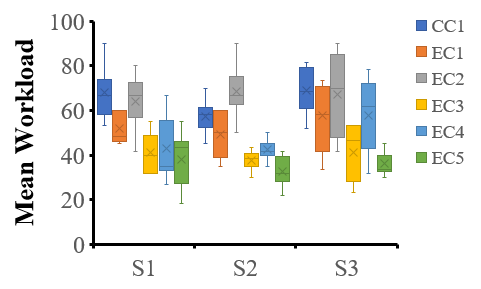 Mean Workload
100
80
60
40
20
0
S1
S2
S3
CC1
EC1
EC2
EC3
EC4
EC5